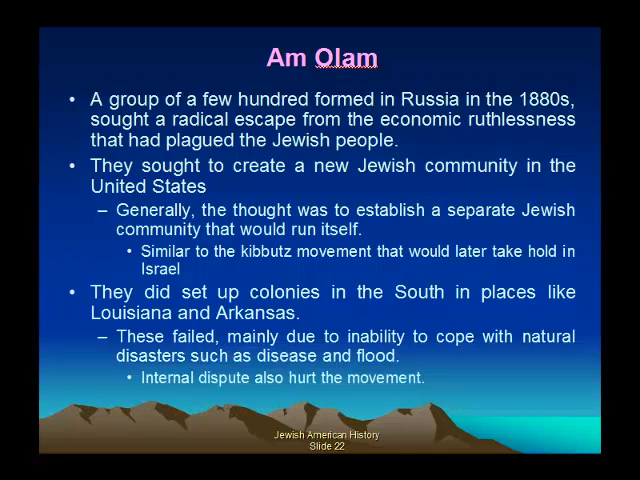 Am Olam
• A group of a few hundred formed in Russia in the 1880s,
sought a radical escape from the economic ruthlessness
that had plagued the Jewish people.
• They sought to create a new Jewish community in the
United States
– Generally, the thought was to establish a separate Jewish
community that would run itself.
• Similar to the kibbutz movement that would later take hold in
Israel
• They did set up colonies in the South in places like
Louisiana and Arkansas.
– These failed, mainly due to inability to cope with natural
disasters such as disease and flood.
• Internal dispute also hurt the movement.
Jewish American History
Slide 22